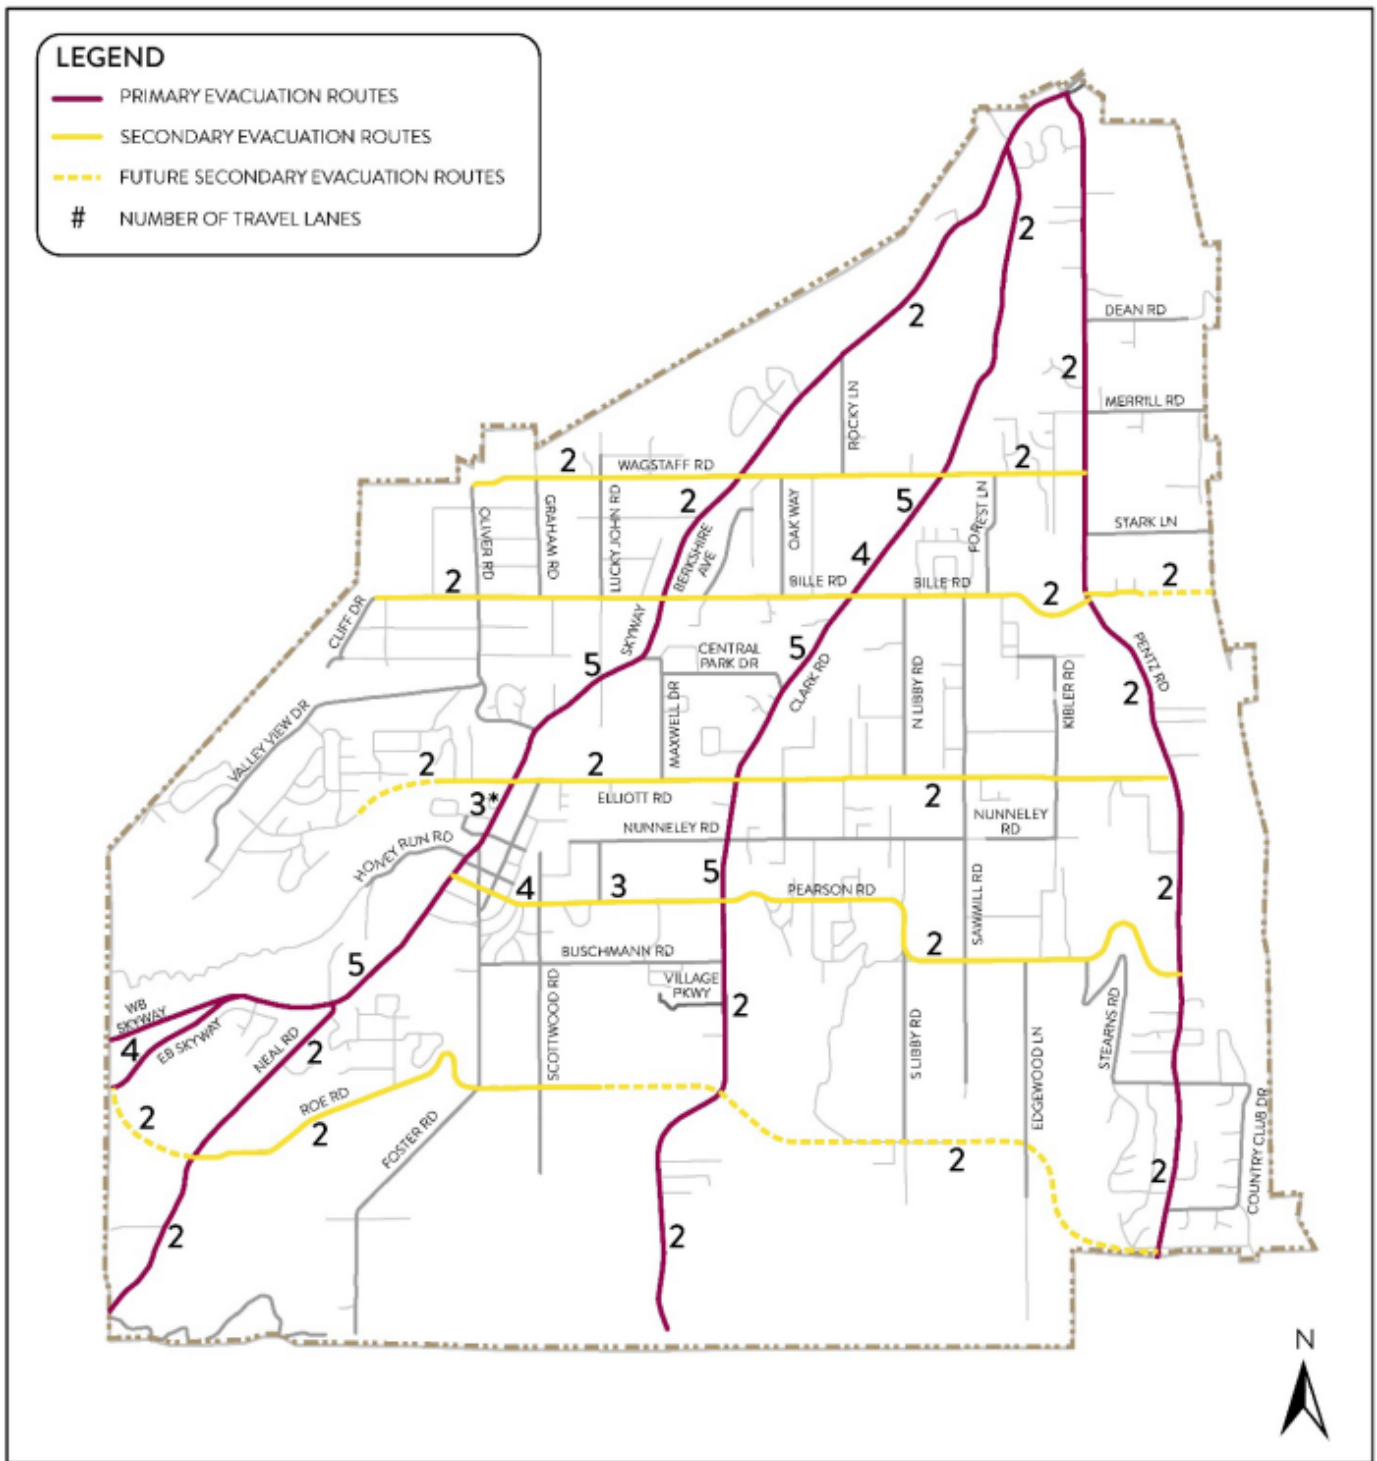 LEGEND
PRIMARY EVACUATION ROUTES
SECONDARY EVACUATION ROUTES
FUTURE SECONDARY EVACUATION ROUTES
# NUMBER OF TRAVEL LANES
2
2
DEAN RD
2
MERRILL RD
ROCKY LN
2
WAGSTAFF RD
2
2
5
OLIVER RD
GRAHAM RD
LUCKY JOHN RD
BERKSHIRE
AVE
OAK WAY
FOREST LN
STARK LN
4
2
BILLE RD
BILLE RD
2
2
CLIFF DR
SKYWAY
CENTRAL
PARK DR
5
5
CLARK RD
N LIBBY RD
KIBLER RD
PENTZ RD
2
VALLEY VIEW DR
MAXWELL DR
2
2
3*
ELLIOTT RD
2
NUNNELEY RD
NUNNELEY
RD
HONEY RUN RD
4
3
5
PEARSON RD
SAWMILL RD
2
2
BUSCHMANN RD
5
VILLAGE
PKWY
2
WB
SKYWAY
4
EB SKYWAY
NEAL RD
2
SCOTTWOOD RD
S LIBBY RD
EDGEWOOD LN
STEARNS RD
COUNTRY CLUB DR
2
ROE RD
2
FOSTER RD
2
2
2
2
N